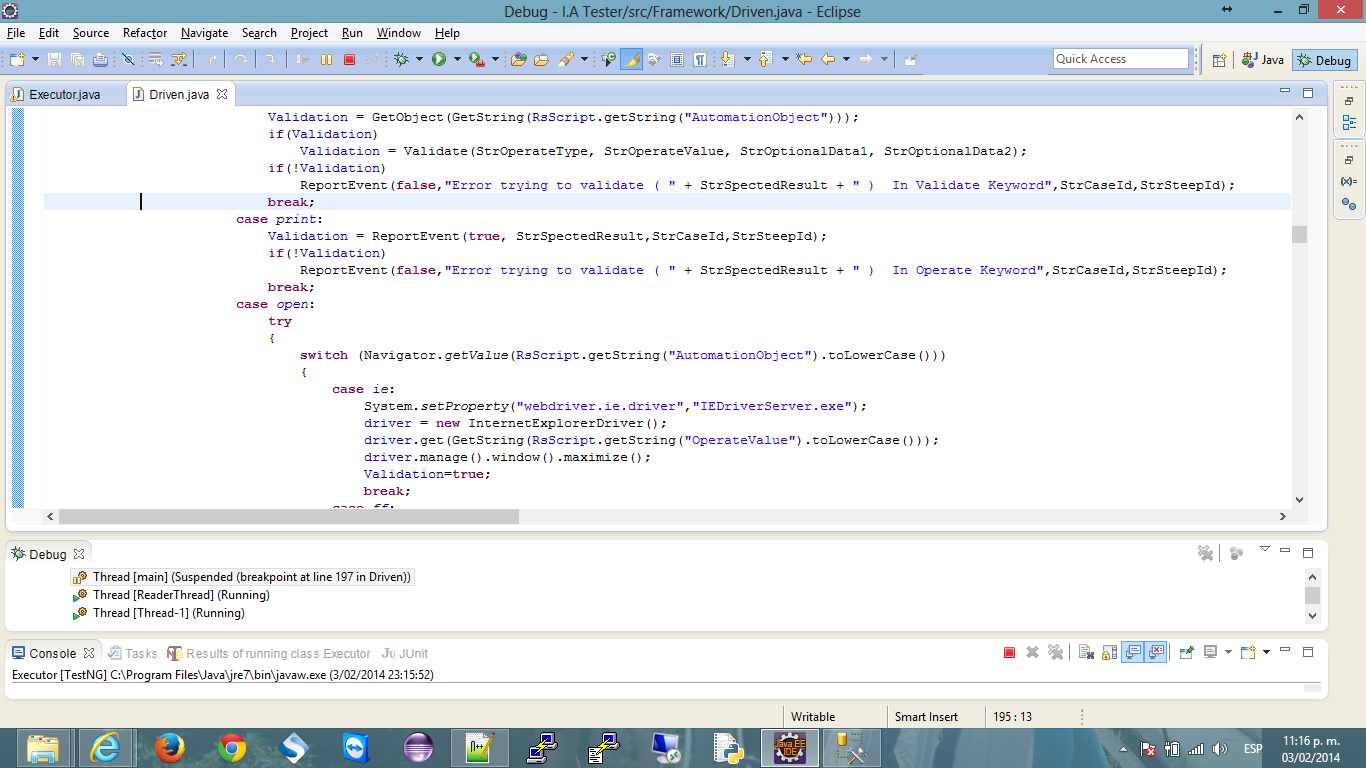 Debug - I.A Tester/src/Framework/Driven.java - Eclipse
File Edit Source Refactor Navigate Search Project Run Window Help
Quick Access
Java
Debug
Executor.java
Driven.java
Validation = GetObject(GetString(RsScript.getString("AutomationObject")));
if(Validation)
Validation = Validate(StrOperateType, StrOperateValue, StrOptionalData1, StrOptionalData2);
if(!Validation)
ReportEvent(false,"Error trying to validate ( " + StrSpectedResult + " )  In Validate Keyword",StrCaseId,StrSteepId);
break;
case print:
Validation = ReportEvent(true, StrSpectedResult,StrCaseId,StrSteepId);
if(!Validation)
ReportEvent(false,"Error trying to validate ( " + StrSpectedResult + " )  In Operate Keyword",StrCaseId,StrSteepId);
break;
case open:
try
{
switch (Navigator.getValue(RsScript.getString("AutomationObject").toLowerCase()))
{
case ie:
System.setProperty("webdriver.ie.driver","IEDriverServer.exe");
driver = new InternetExplorerDriver();
driver.get(GetString(RsScript.getString("OperateValue").toLowerCase()));
driver.manage().window().maximize();
Validation=true;
break;
case ff:
(x)=
Debug
Thread [main] (Suspended (breakpoint at line 197 in Driven))
Thread [ReaderThread] (Running)
Thread [Thread-1] (Running)
Console Tasks Results of running class Executor JUnit
Executor [TestNG] C:\Program Files\Java\jre7\bin\javaw.exe (3/02/2014 23:15:52)
Writable Smart Insert 195 : 13
Java EE
IDE
ESP
11:16 p. m.
03/02/2014